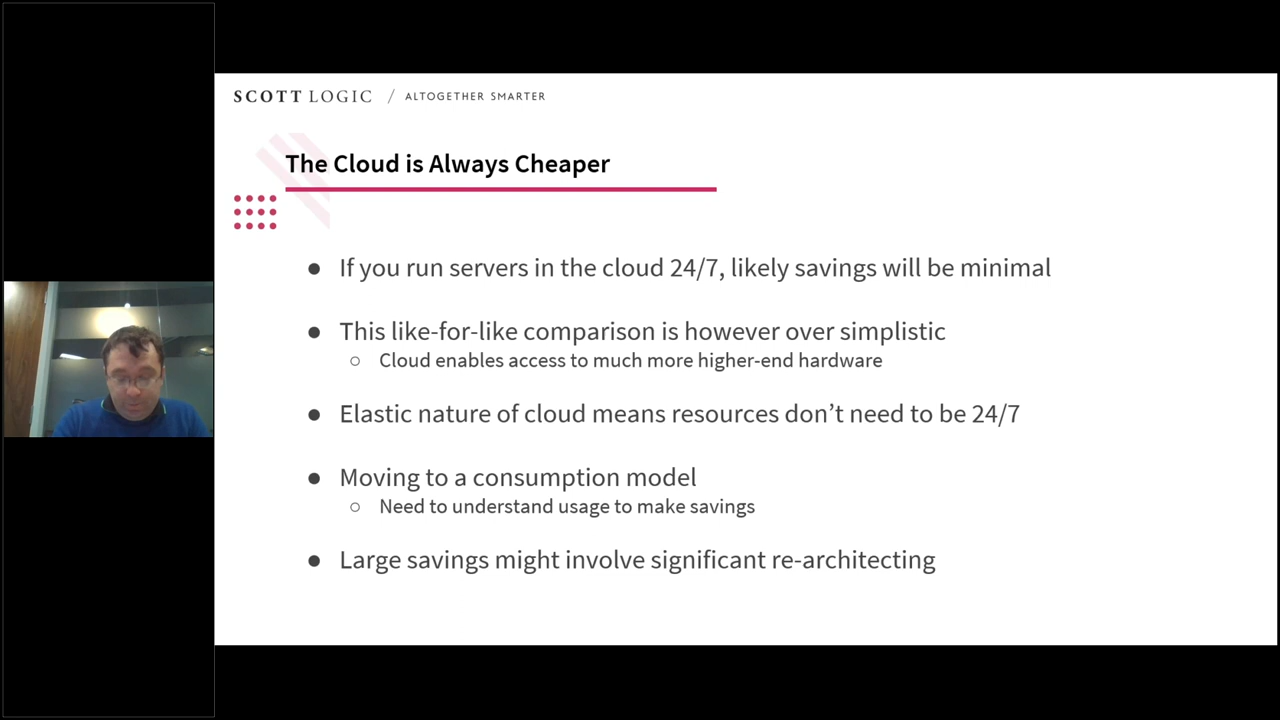 SCOTT LOGIC / ALTOGETHER SMARTER
The Cloud is Always Cheaper
● If you run servers in the cloud 24/7, likely savings will be minimal
● This like-for-like comparison is however over simplistic
○ Cloud enables access to much more higher-end hardware
● Elastic nature of cloud means resources don’t need to be 24/7
● Moving to a consumption model
○ Need to understand usage to make savings
● Large savings might involve significant re-architecting